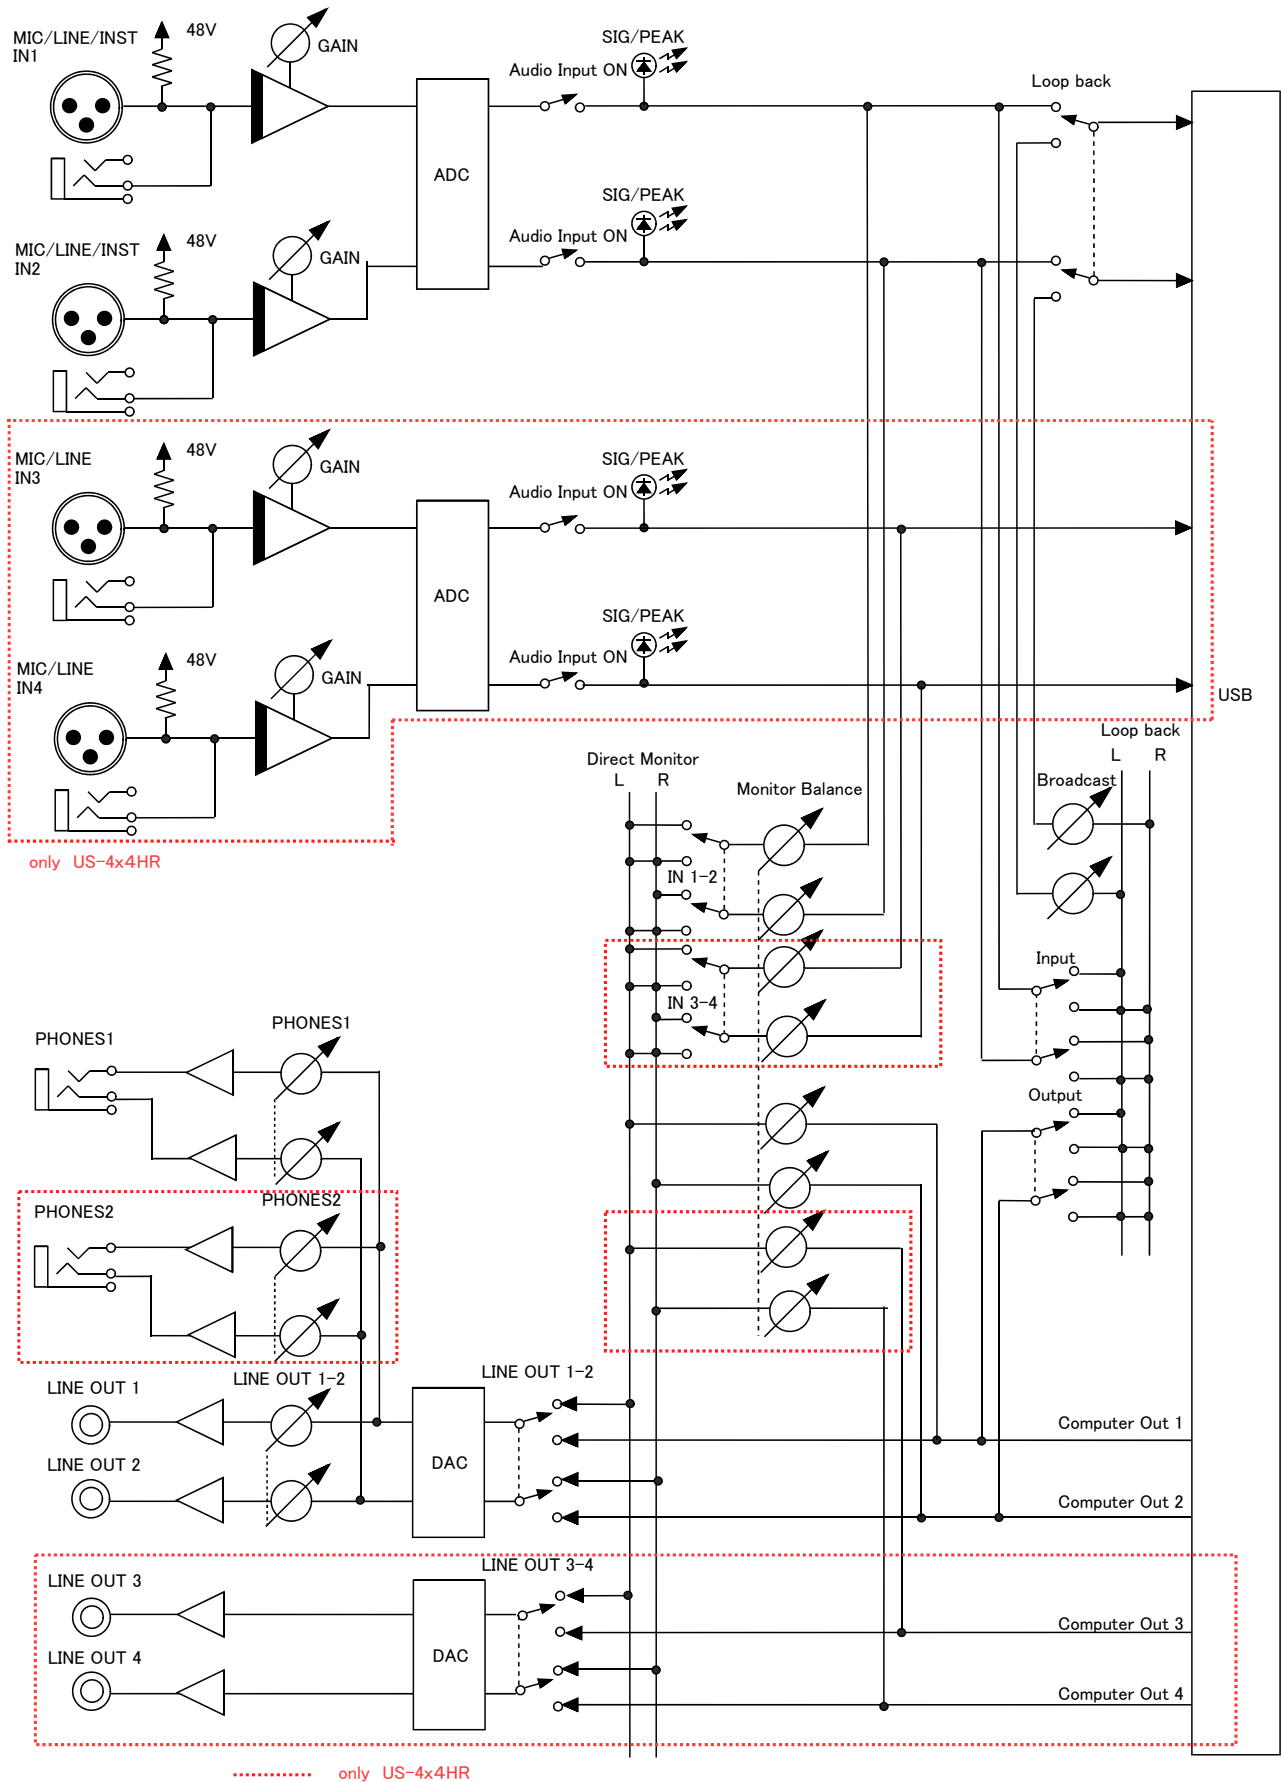 MIC/LINE/INST
IN1
48V
GAIN
SIG/PEAK
Audio Input ON
Loop back
ADC
SIG/PEAK
Audio Input ON
MIC/LINE/INST
IN2
48V
GAIN
MIC/LINE
IN3
48V
GAIN
SIG/PEAK
Audio Input ON
ADC
SIG/PEAK
Audio Input ON
MIC/LINE
IN4
48V
GAIN
USB
only US-4x4HR
Direct Monitor
L R
Monitor Balance
Loop back
L R
Broadcast
IN 1-2
IN 3-4
Input
Output
PHONES1
PHONES1
PHONES2
PHONES2
LINE OUT 1
LINE OUT 1-2
LINE OUT 1-2
LINE OUT 2
DAC
Computer Out 1
Computer Out 2
LINE OUT 3
LINE OUT 3-4
LINE OUT 4
DAC
Computer Out 3
Computer Out 4
only US-4x4HR